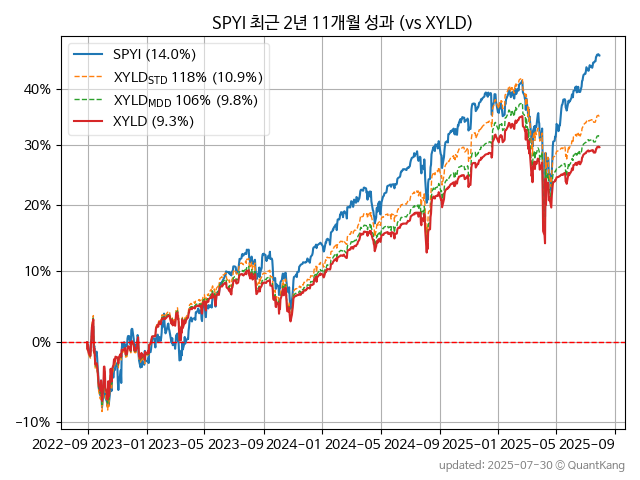 SPYI 최근 2년 11개월 성과 (vs XYLD)
SPYI (14.0%)
XYLD_STD 118% (10.9%)
XYLD_MDD 106% (9.8%)
XYLD (9.3%)
40%
30%
20%
10%
0%
−10%
2022-09 2023-01 2023-05 2023-09 2024-01 2024-05 2024-09 2025-01 2025-05 2025-09
updated: 2025-07-30 © QuantKang